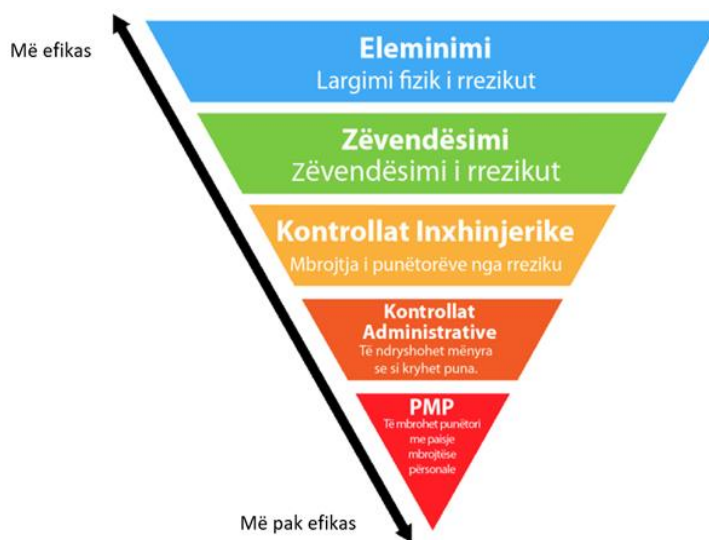 Më efikas
Eleminimi
Largimi fizik i rrezikut
Zëvendësimi
Zëvendësimi i rrezikut
Kontrollat Inxhinjerike
Mbrojtja i punëtorëve nga rreziku
Kontrollat
Administrative
Të ndryshohet mënyra
se si kryhet puna.
PMP
Të mbrohet punëtori
me paisje
mbrojtëse
përsonale
Më pak efikas